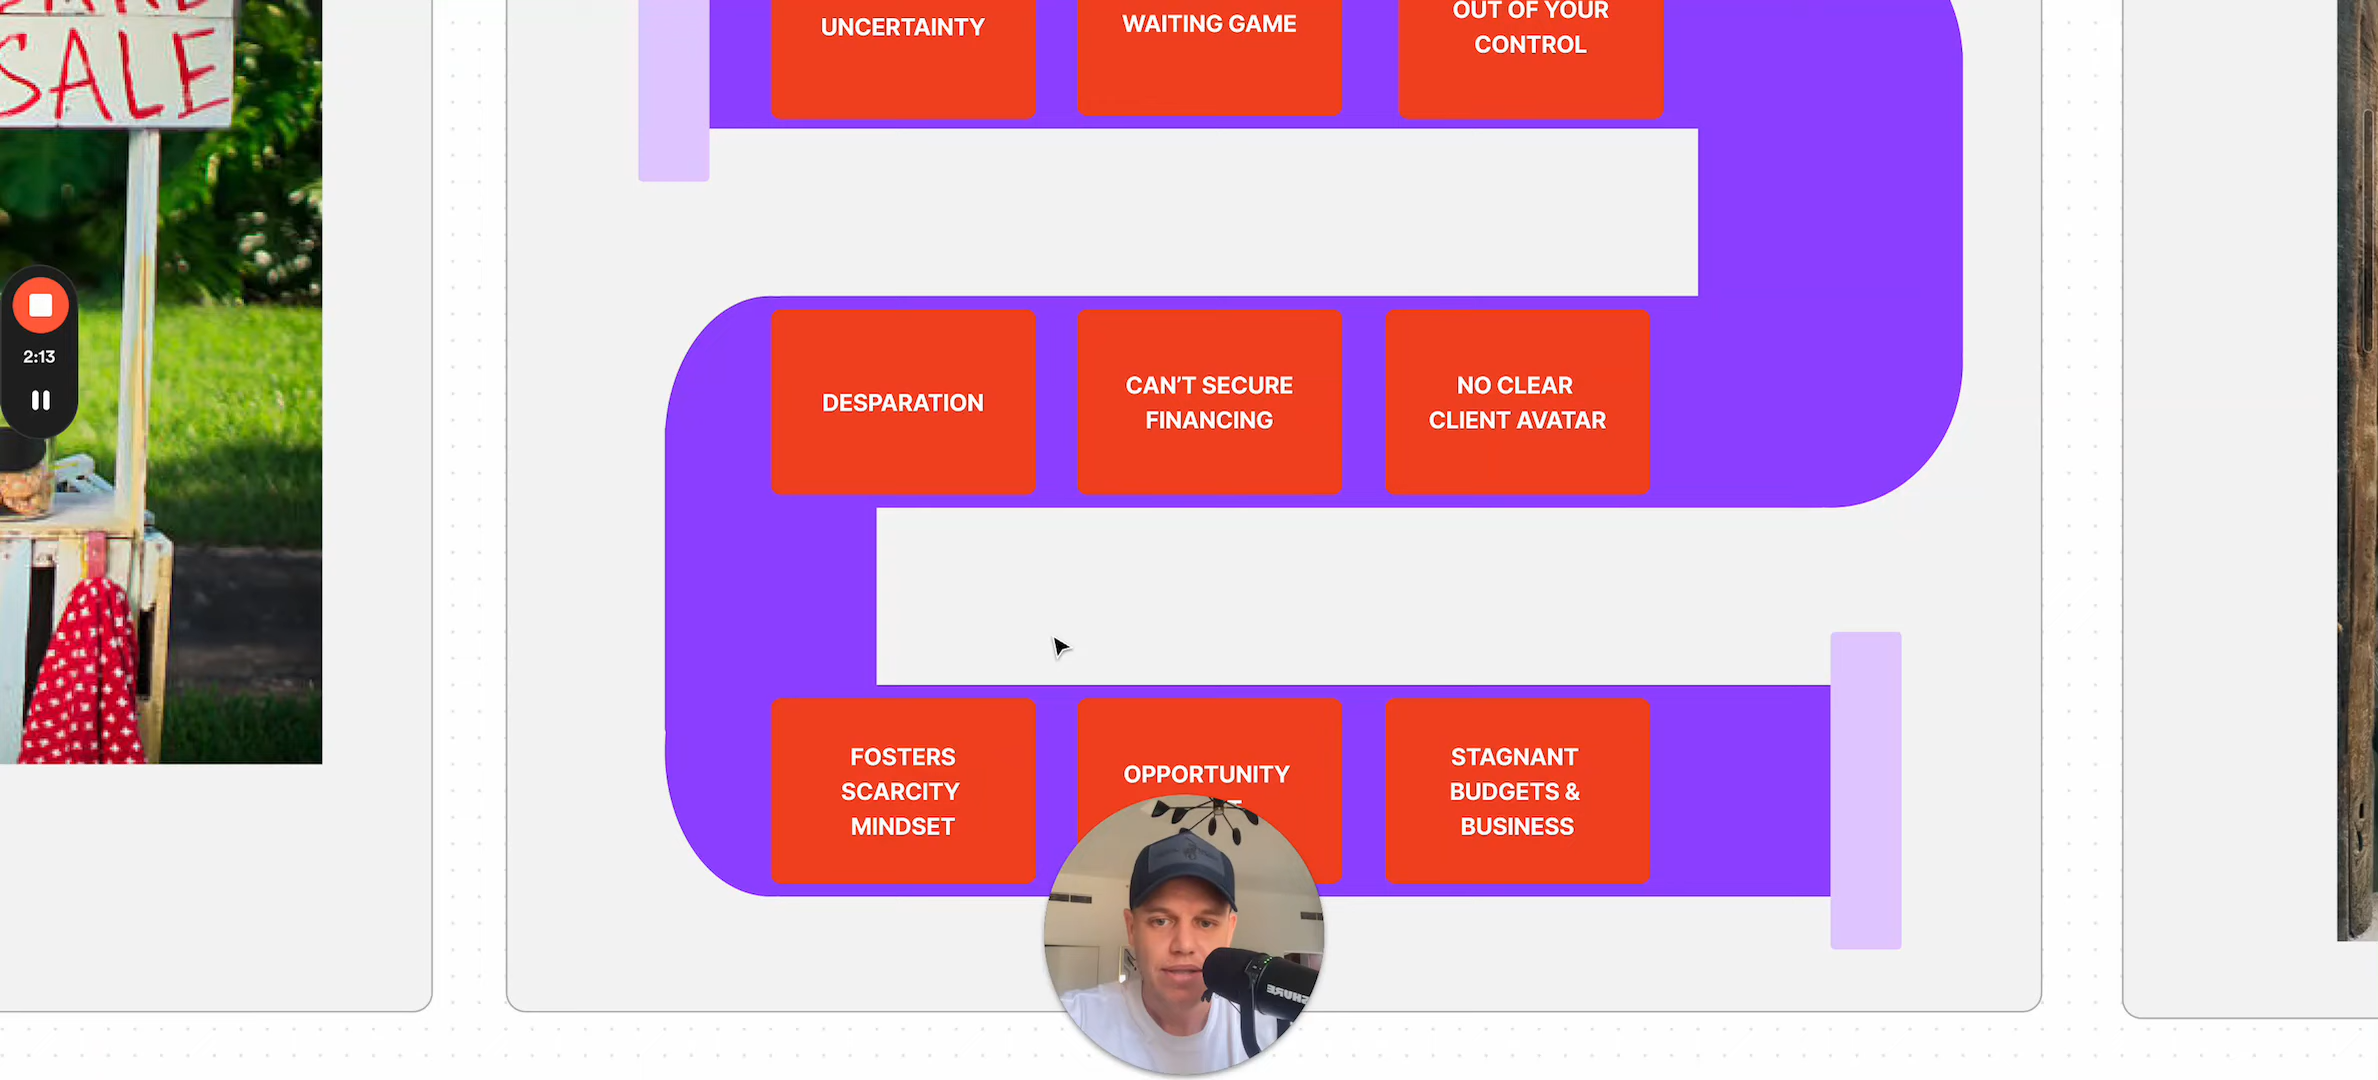 SALE
UNCERTAINTY
WAITING GAME
OUT OF YOUR
CONTROL
2:13
DESPARATION
CAN'T SECURE
FINANCING
NO CLEAR
CLIENT AVATAR
FOSTERS
SCARCITY
MINDSET
OPPORTUNITY
STAGNANT
BUDGETS &
BUSINESS
SHURE